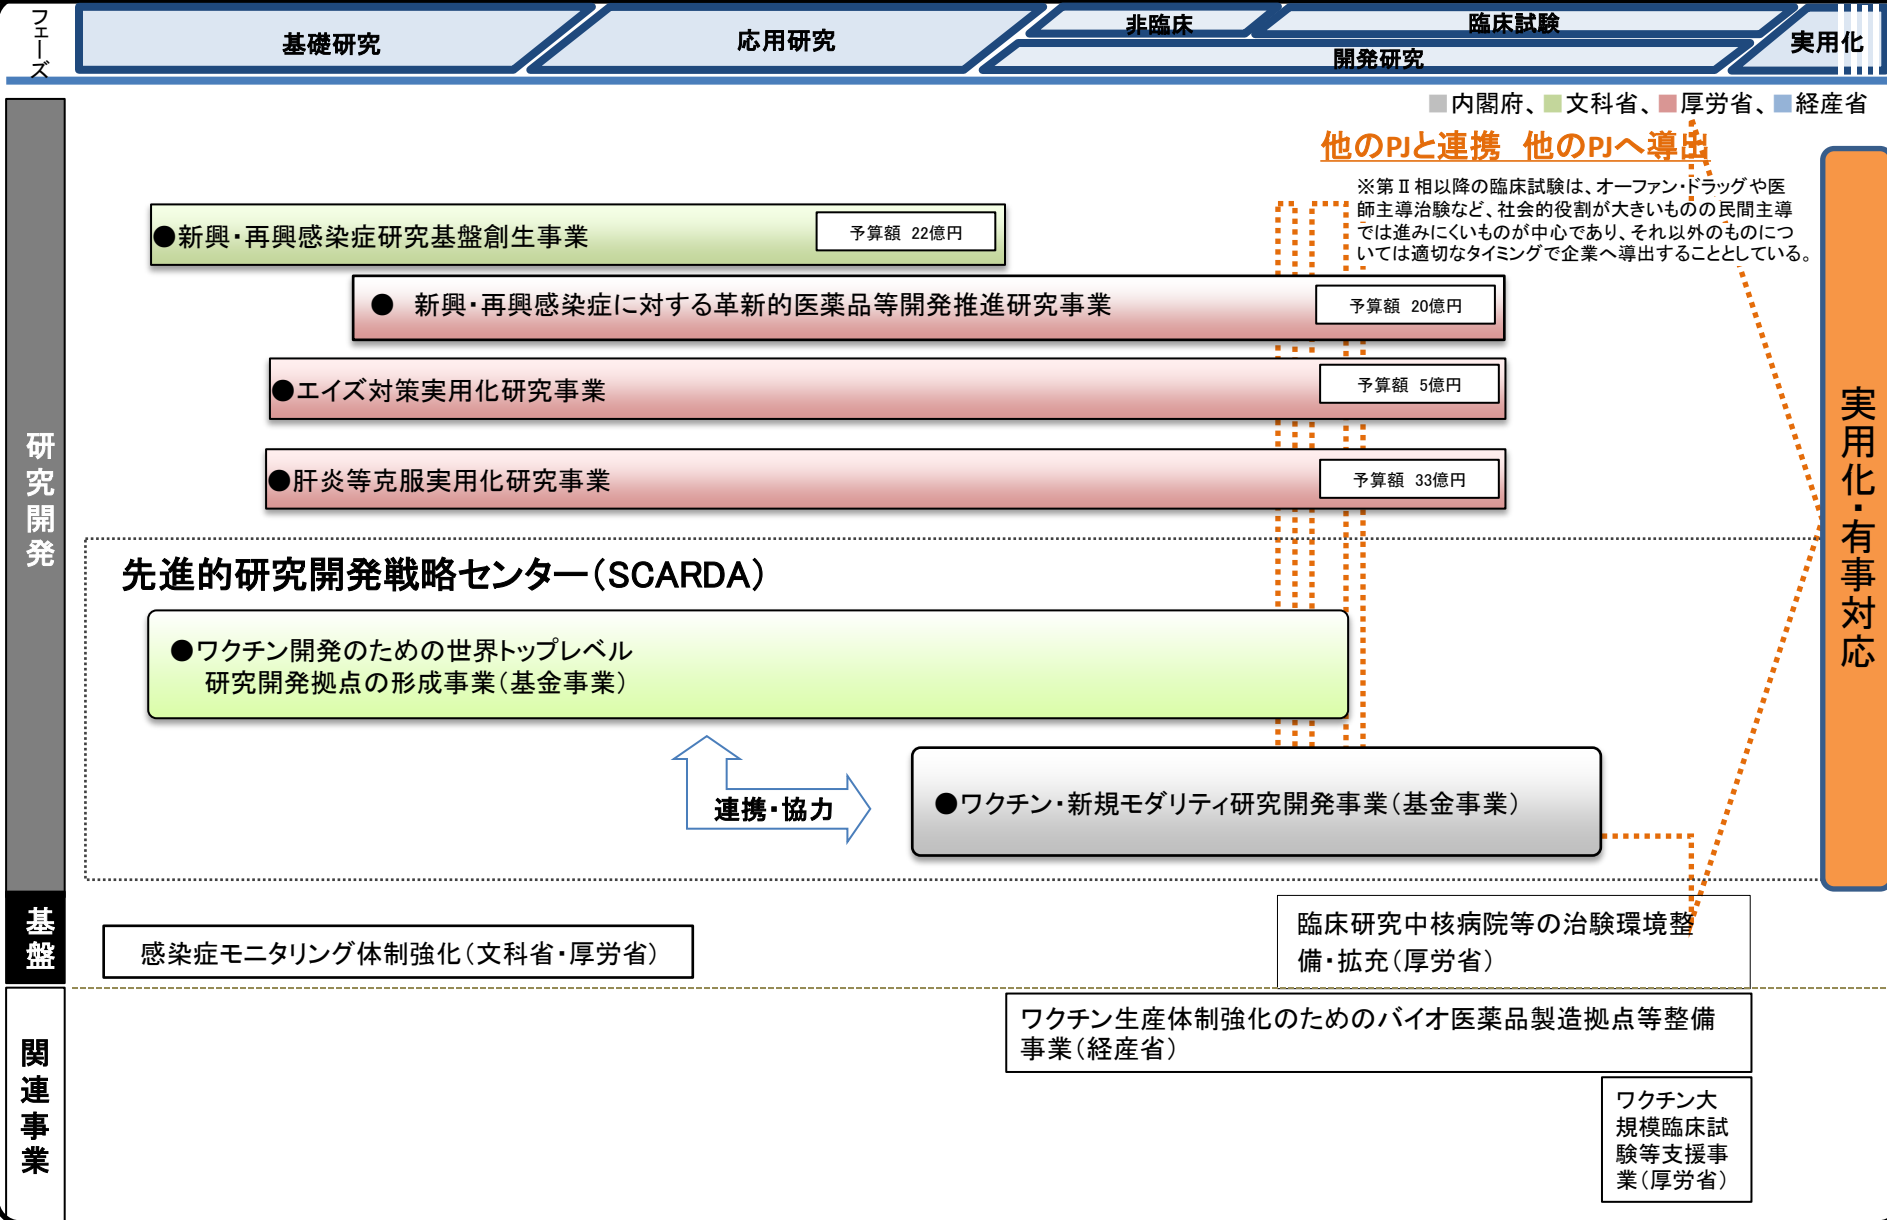 フェーズ
基礎研究
応用研究
非臨床
臨床試験
開発研究
実用化
■内閣府、■文科省、■厚労省、■経産省
他のPJと連携　他のPJへ導出
※第Ⅱ相以降の臨床試験は、オーファン・ドラッグや医
師主導治験など、社会的役割が大きいものの民間主導
では進みにくいものが中心であり、それ以外のものにつ
いては適切なタイミングで企業へ導出することとしている。
研究開発
●新興・再興感染症研究基盤創生事業
予算額 22億円
● 新興・再興感染症に対する革新的医薬品等開発推進研究事業
予算額 20億円
●エイズ対策実用化研究事業
予算額 5億円
●肝炎等克服実用化研究事業
予算額 33億円
先進的研究開発戦略センター(SCARDA)
●ワクチン開発のための世界トップレベル
研究開発拠点の形成事業(基金事業)
連携・協力
●ワクチン・新規モダリティ研究開発事業(基金事業)
実用化・有事対応
基盤
感染症モニタリング体制強化(文科省・厚労省)
臨床研究中核病院等の治験環境整
備・拡充(厚労省)
関連事業
ワクチン生産体制強化のためのバイオ医薬品製造拠点等整備
事業(経産省)
ワクチン大
規模臨床試
験等支援事
業(厚労省)